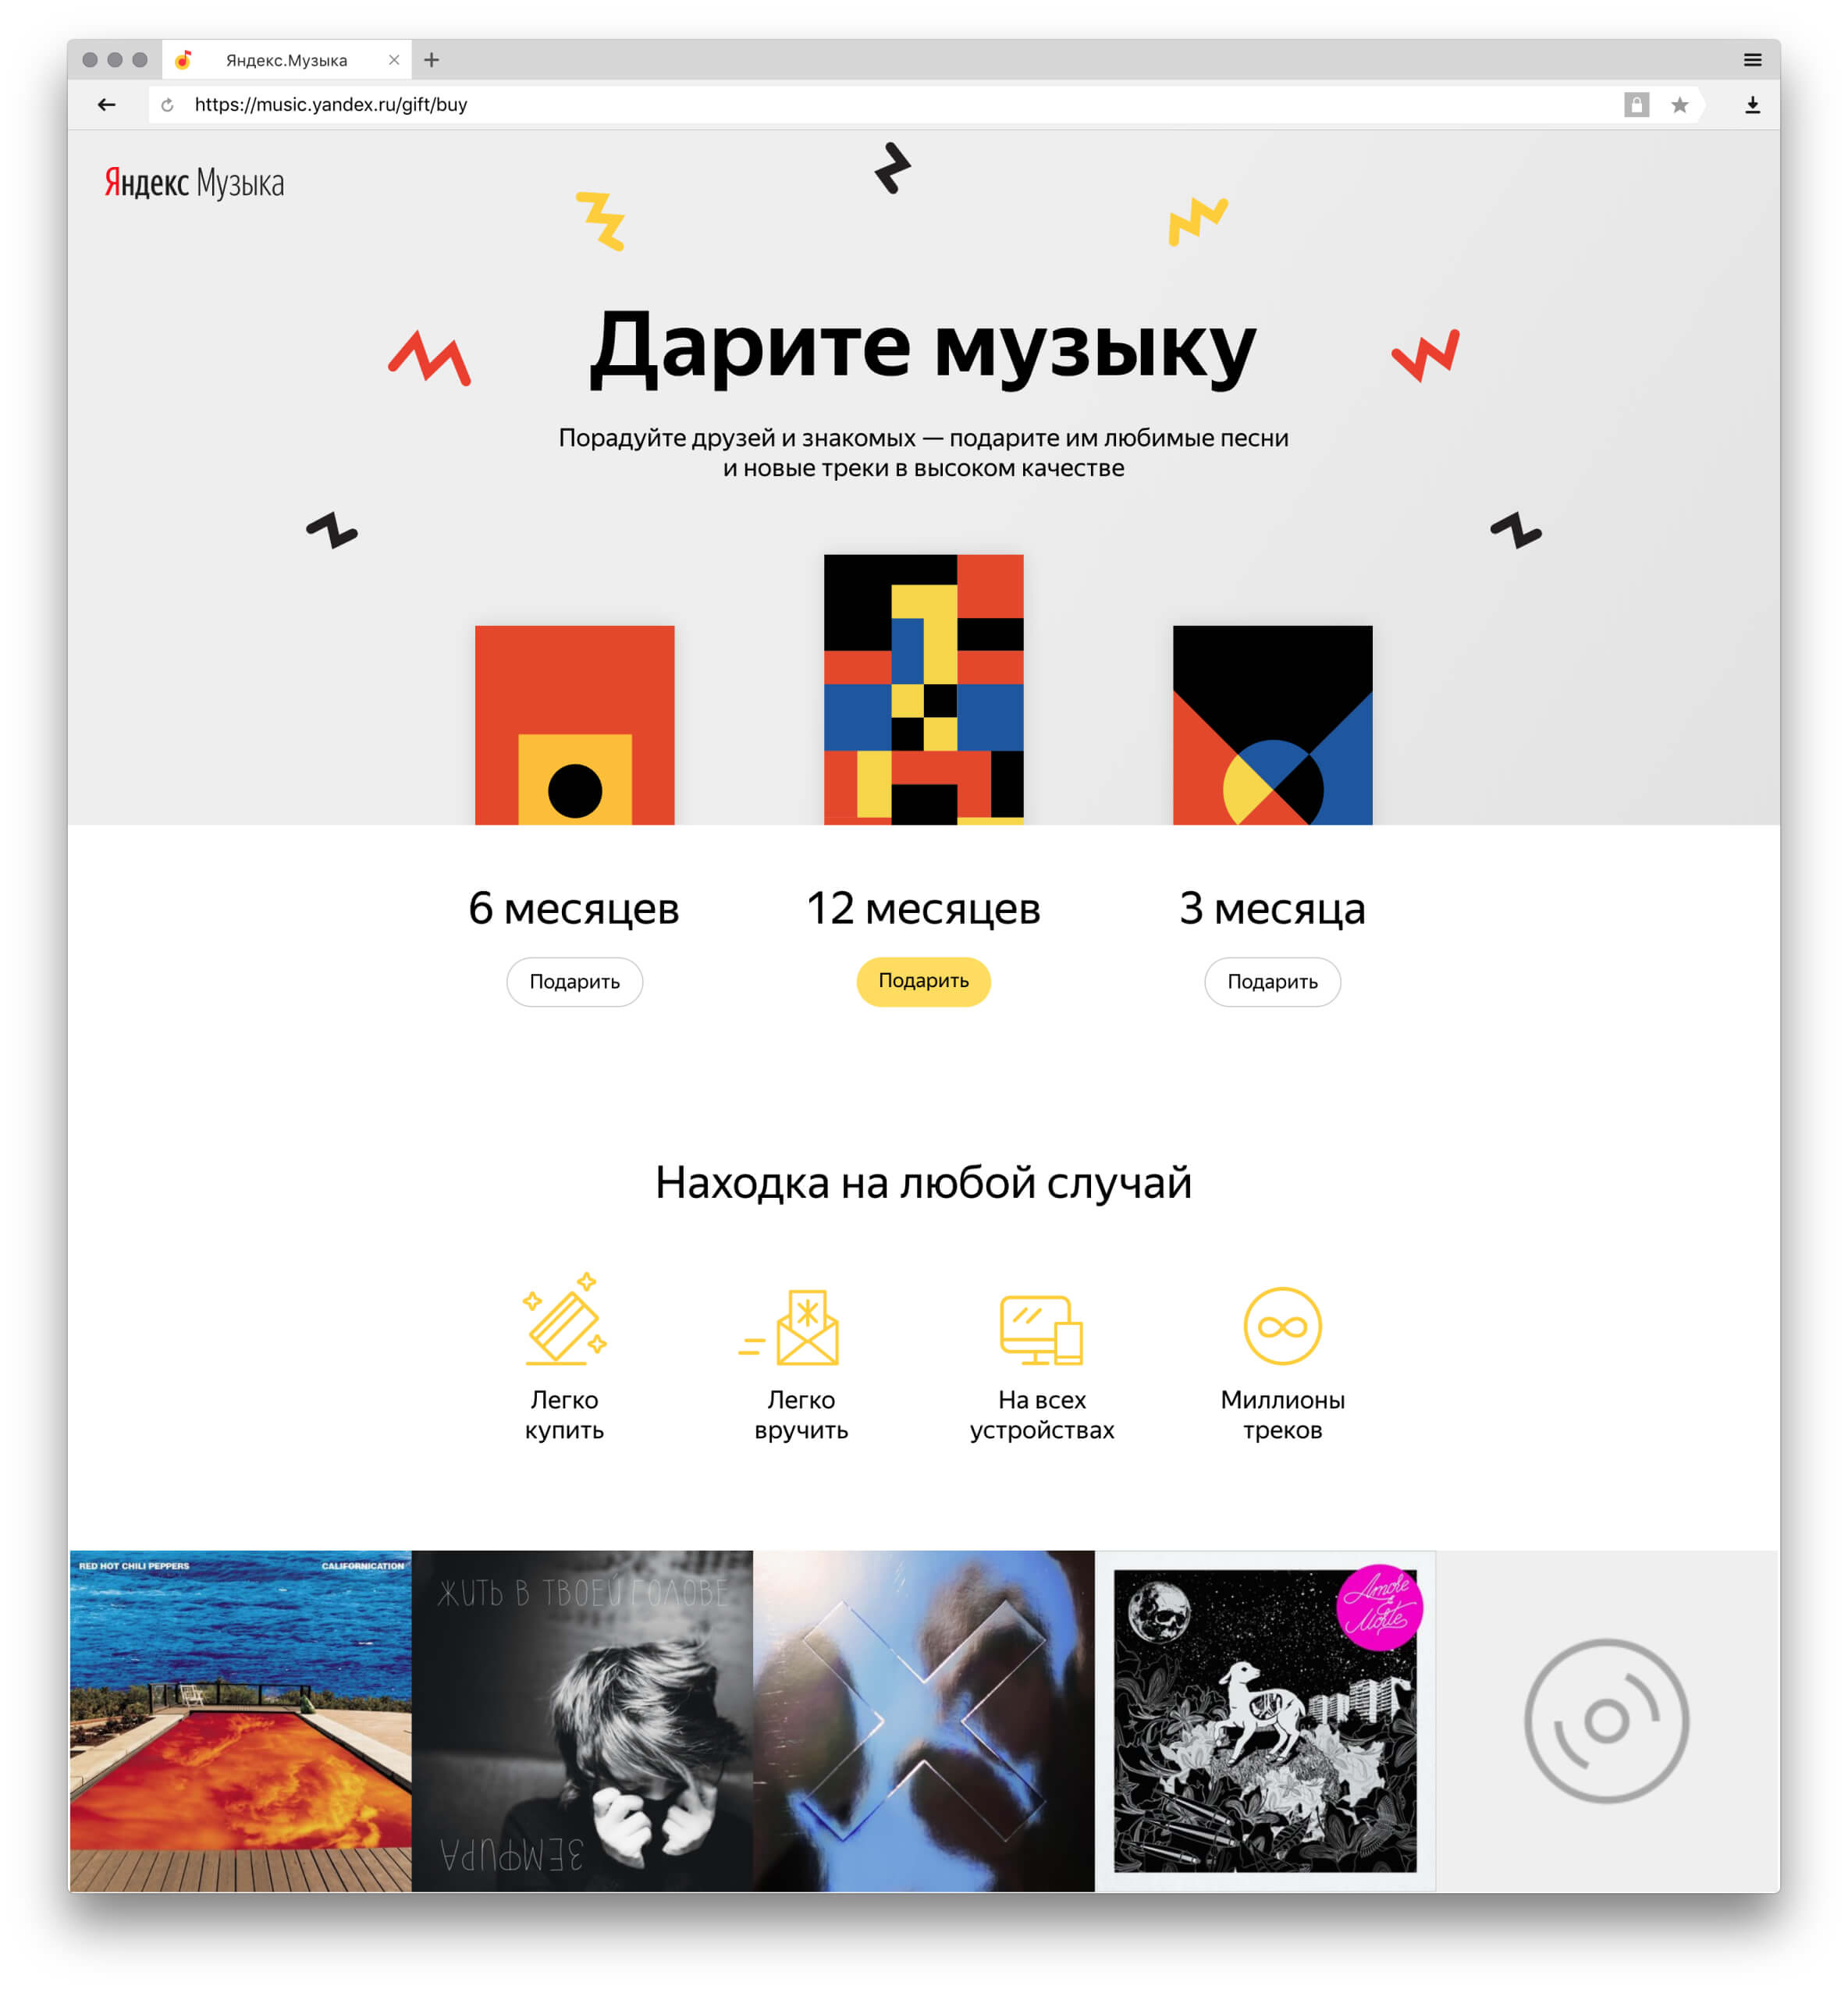 Яндекс.Музыка
https://music.yandex.ru/gift/buy
Яндекс Музыка
Дарите музыку
Порадуйте друзей и знакомых — подарите им любимые песни
и новые треки в высоком качестве
6 месяцев
12 месяцев
3 месяца
Подарить
Подарить
Подарить
Находка на любой случай
Легко
купить
Легко
вручить
На всех
устройствах
Миллионы
треков
RED HOT CHILI PEPPERS
CALIFORNICATION
ЖИТЬ В ТВОЕЙ ГОЛОВЕ
ЗЕМФИРА
Amore
e
Morte